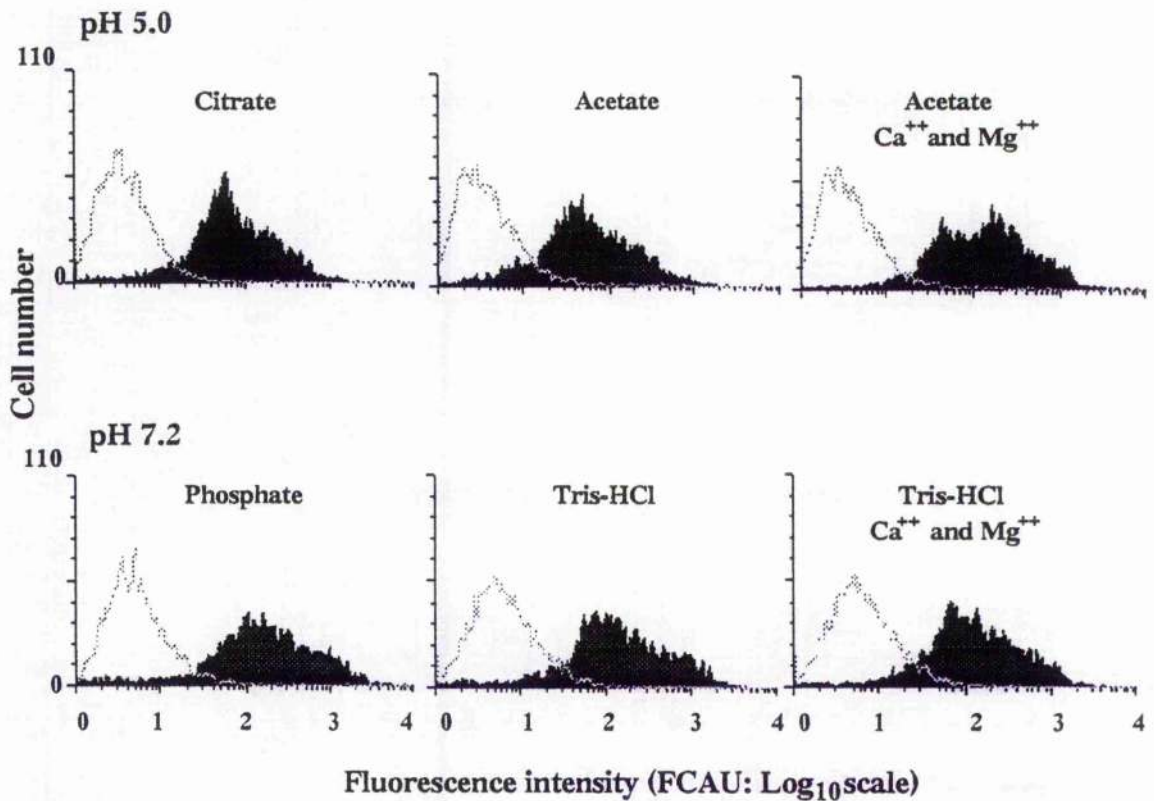 pH 5.0
110
Citrate
Acetate
Acetate
Ca++ and Mg++
0
Cell number
pH 7.2
110
Phosphate
Tris-HCl
Tris-HCl
Ca++ and Mg++
0
0 1 2 3 4 0 1 2 3 4 0 1 2 3 4
Fluorescence intensity (FCAU: Log10 scale)